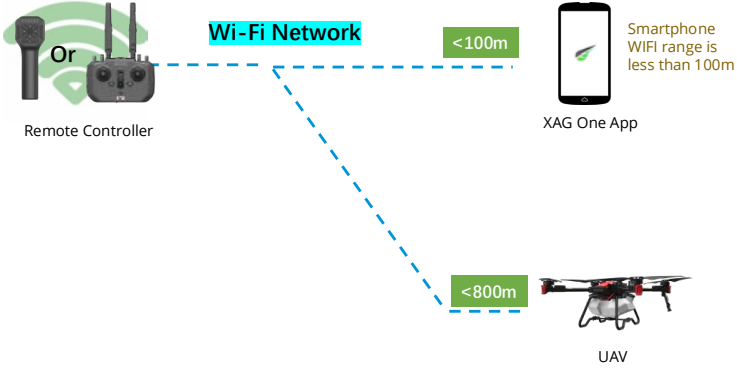 Wi-Fi Network
Or
<100m
Smartphone
WIFI range is
less than 100m
Remote Controller
XAG One App
<800m
UAV